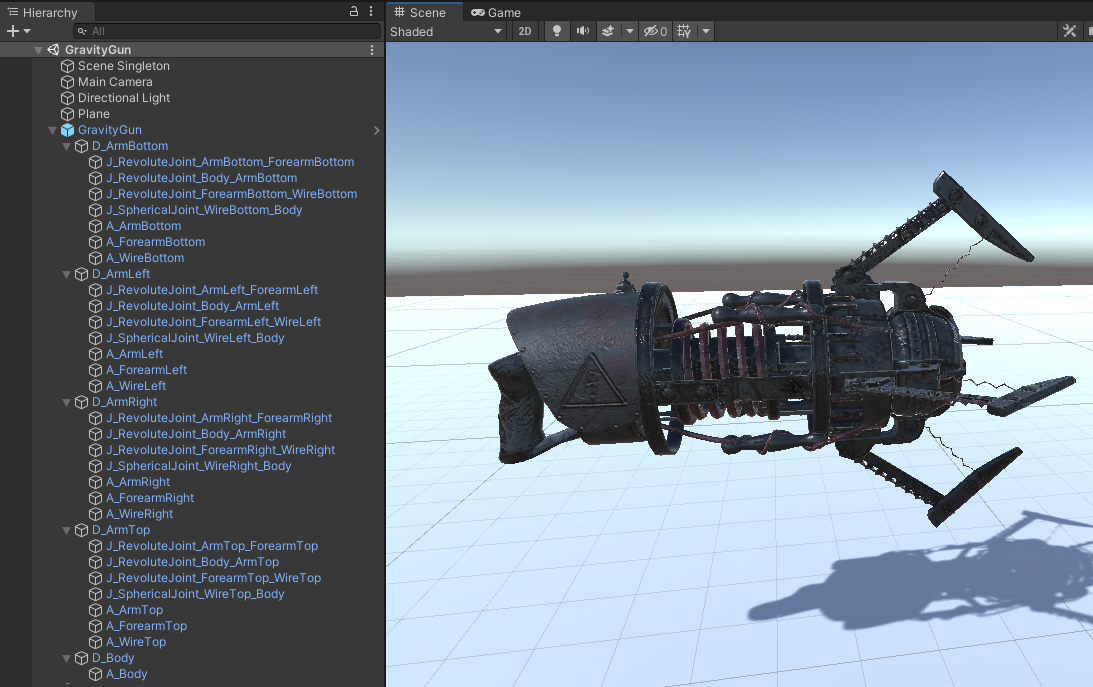 Hierarchy
All
GravityGun
Scene Singleton
Main Camera
Directional Light
Plane
GravityGun
D_ArmBottom
J_RevoluteJoint_ArmBottom_ForearmBottom
J_RevoluteJoint_Body_ArmBottom
J_RevoluteJoint_ForearmBottom_WireBottom
J_SphericalJoint_WireBottom_Body
A_ArmBottom
A_ForearmBottom
A_WireBottom
D_ArmLeft
J_RevoluteJoint_ArmLeft_ForearmLeft
J_RevoluteJoint_Body_ArmLeft
J_RevoluteJoint_ForearmLeft_WireLeft
J_SphericalJoint_WireLeft_Body
A_ArmLeft
A_ForearmLeft
A_WireLeft
D_ArmRight
J_RevoluteJoint_ArmRight_ForearmRight
J_RevoluteJoint_Body_ArmRight
J_RevoluteJoint_ForearmRight_WireRight
J_SphericalJoint_WireRight_Body
A_ArmRight
A_ForearmRight
A_WireRight
D_ArmTop
J_RevoluteJoint_ArmTop_ForearmTop
J_RevoluteJoint_Body_ArmTop
J_RevoluteJoint_ForearmTop_WireTop
J_SphericalJoint_WireTop_Body
A_ArmTop
A_ForearmTop
A_WireTop
D_Body
A_Body
Scene Game
Shaded 2D 0